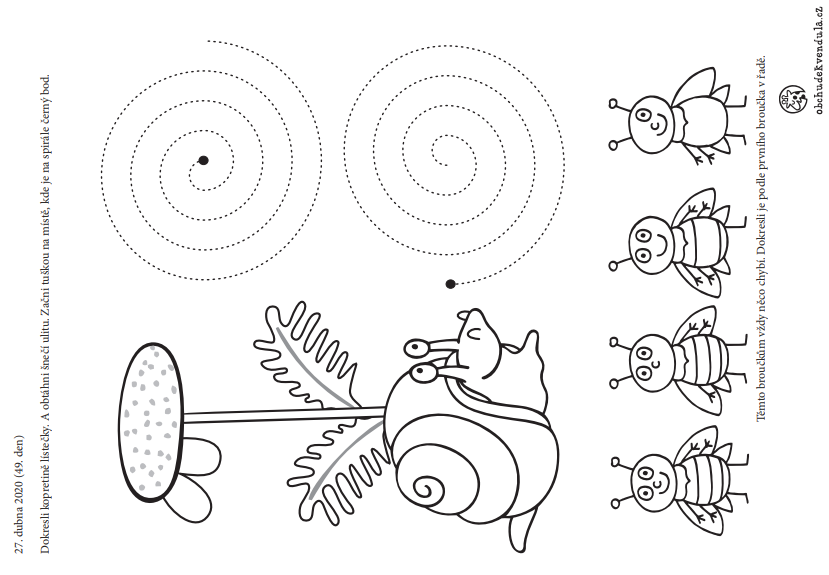 27. dubna 2020 (49. den)
Dokresli kopretině lístečky. A obtáhni šnečí ulitu. Začni tužkou na místě, kde je na spirále černý bod.
Těmto broučkům vždy něco chybí. Dokresli je podle prvního broučka v řadě.
obchudekvendula.cz